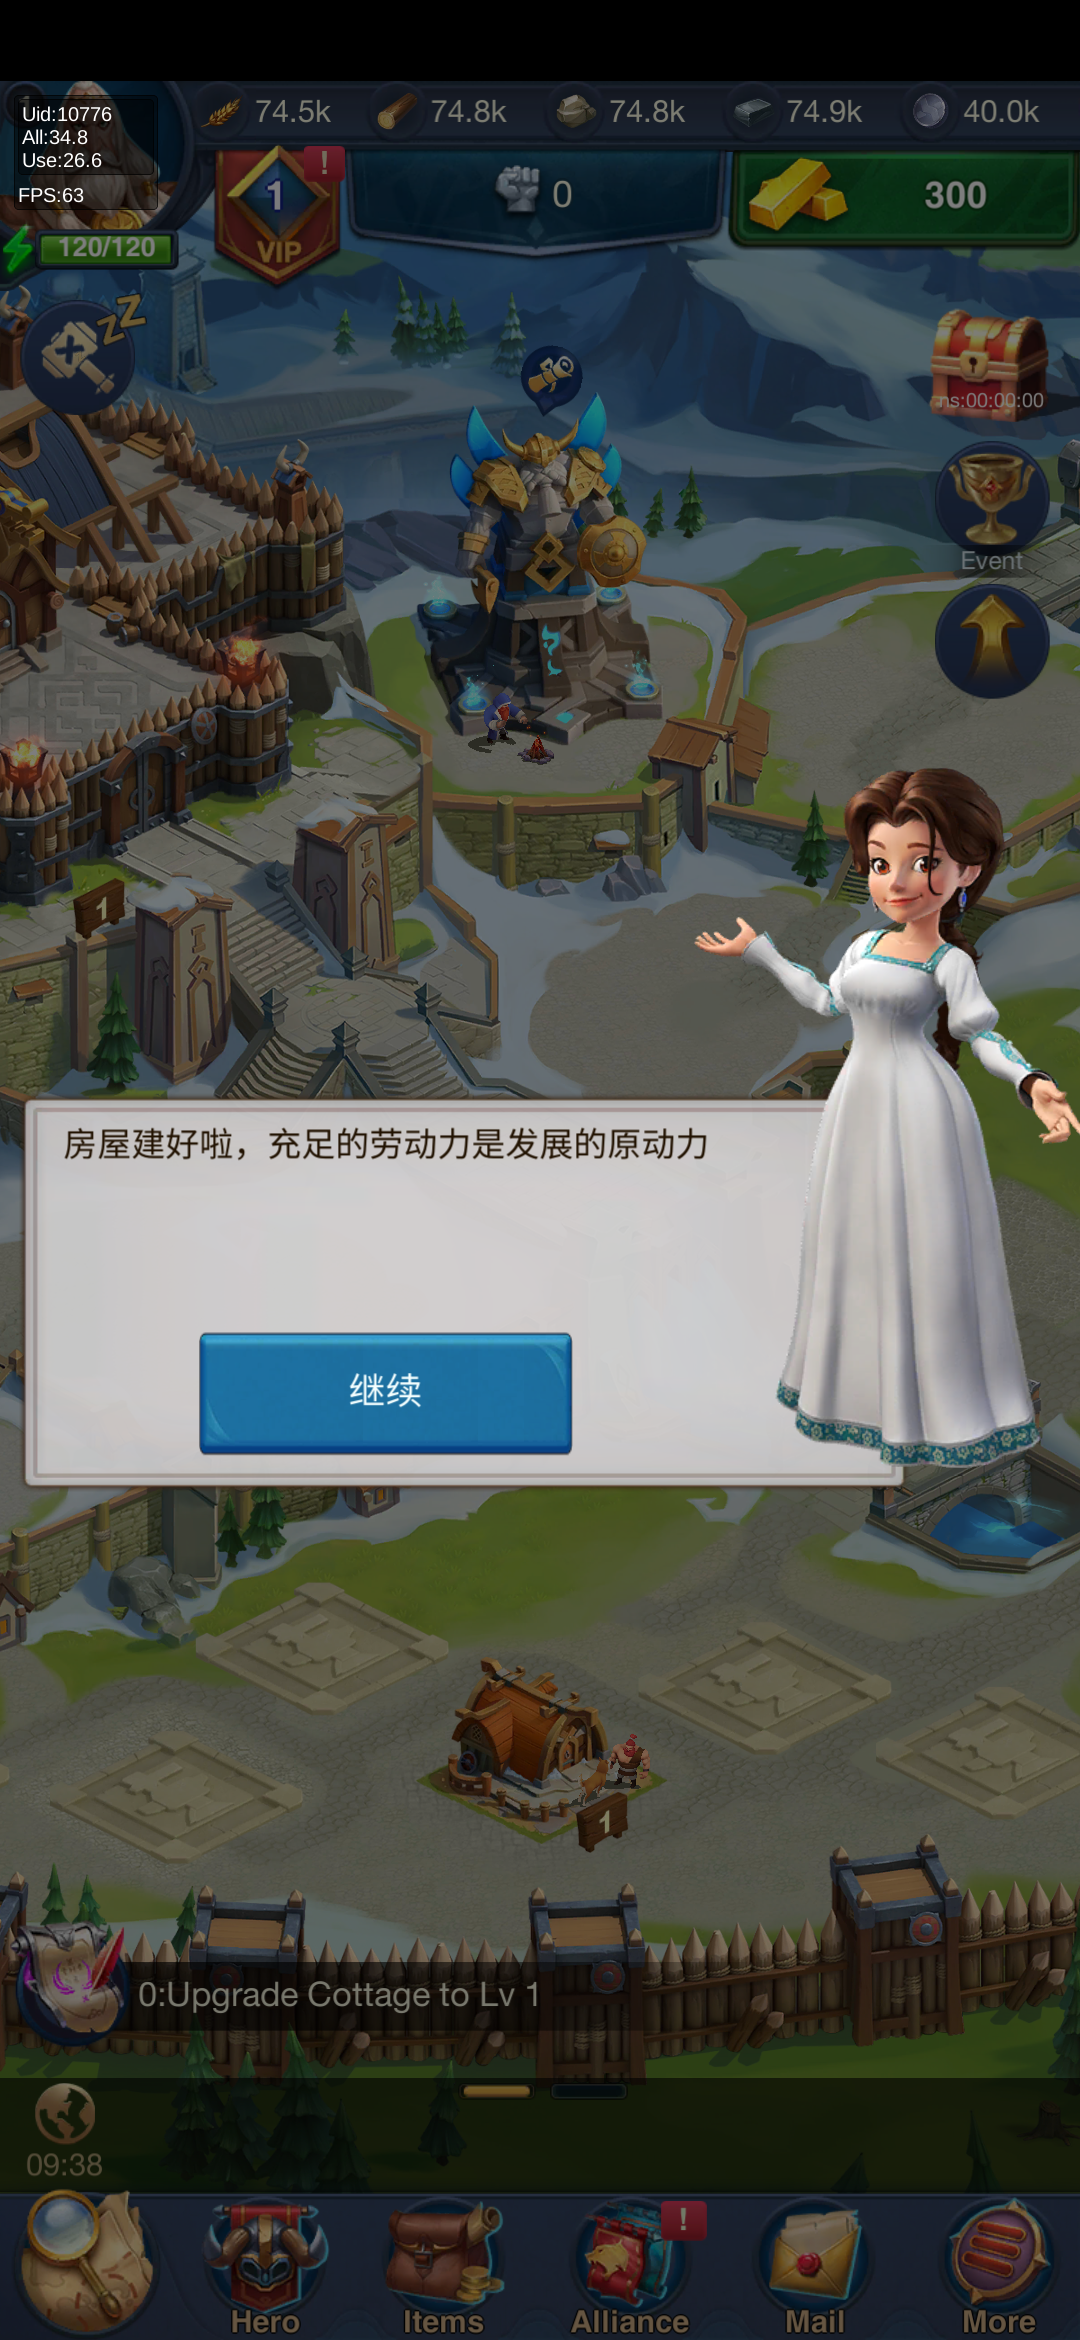 Uid:10776
All:34.8
Use:26.6
FPS:63
74.5k
74.8k
74.8k
74.9k
40.0k
1
!
VIP
0
300
120/120
zz
ns:00:00:00
Event
1
房屋建好啦，充足的劳动力是发展的原动力
继续
1
0:Upgrade Cottage to Lv 1
09:38
!
Hero
Items
Alliance
Mail
More